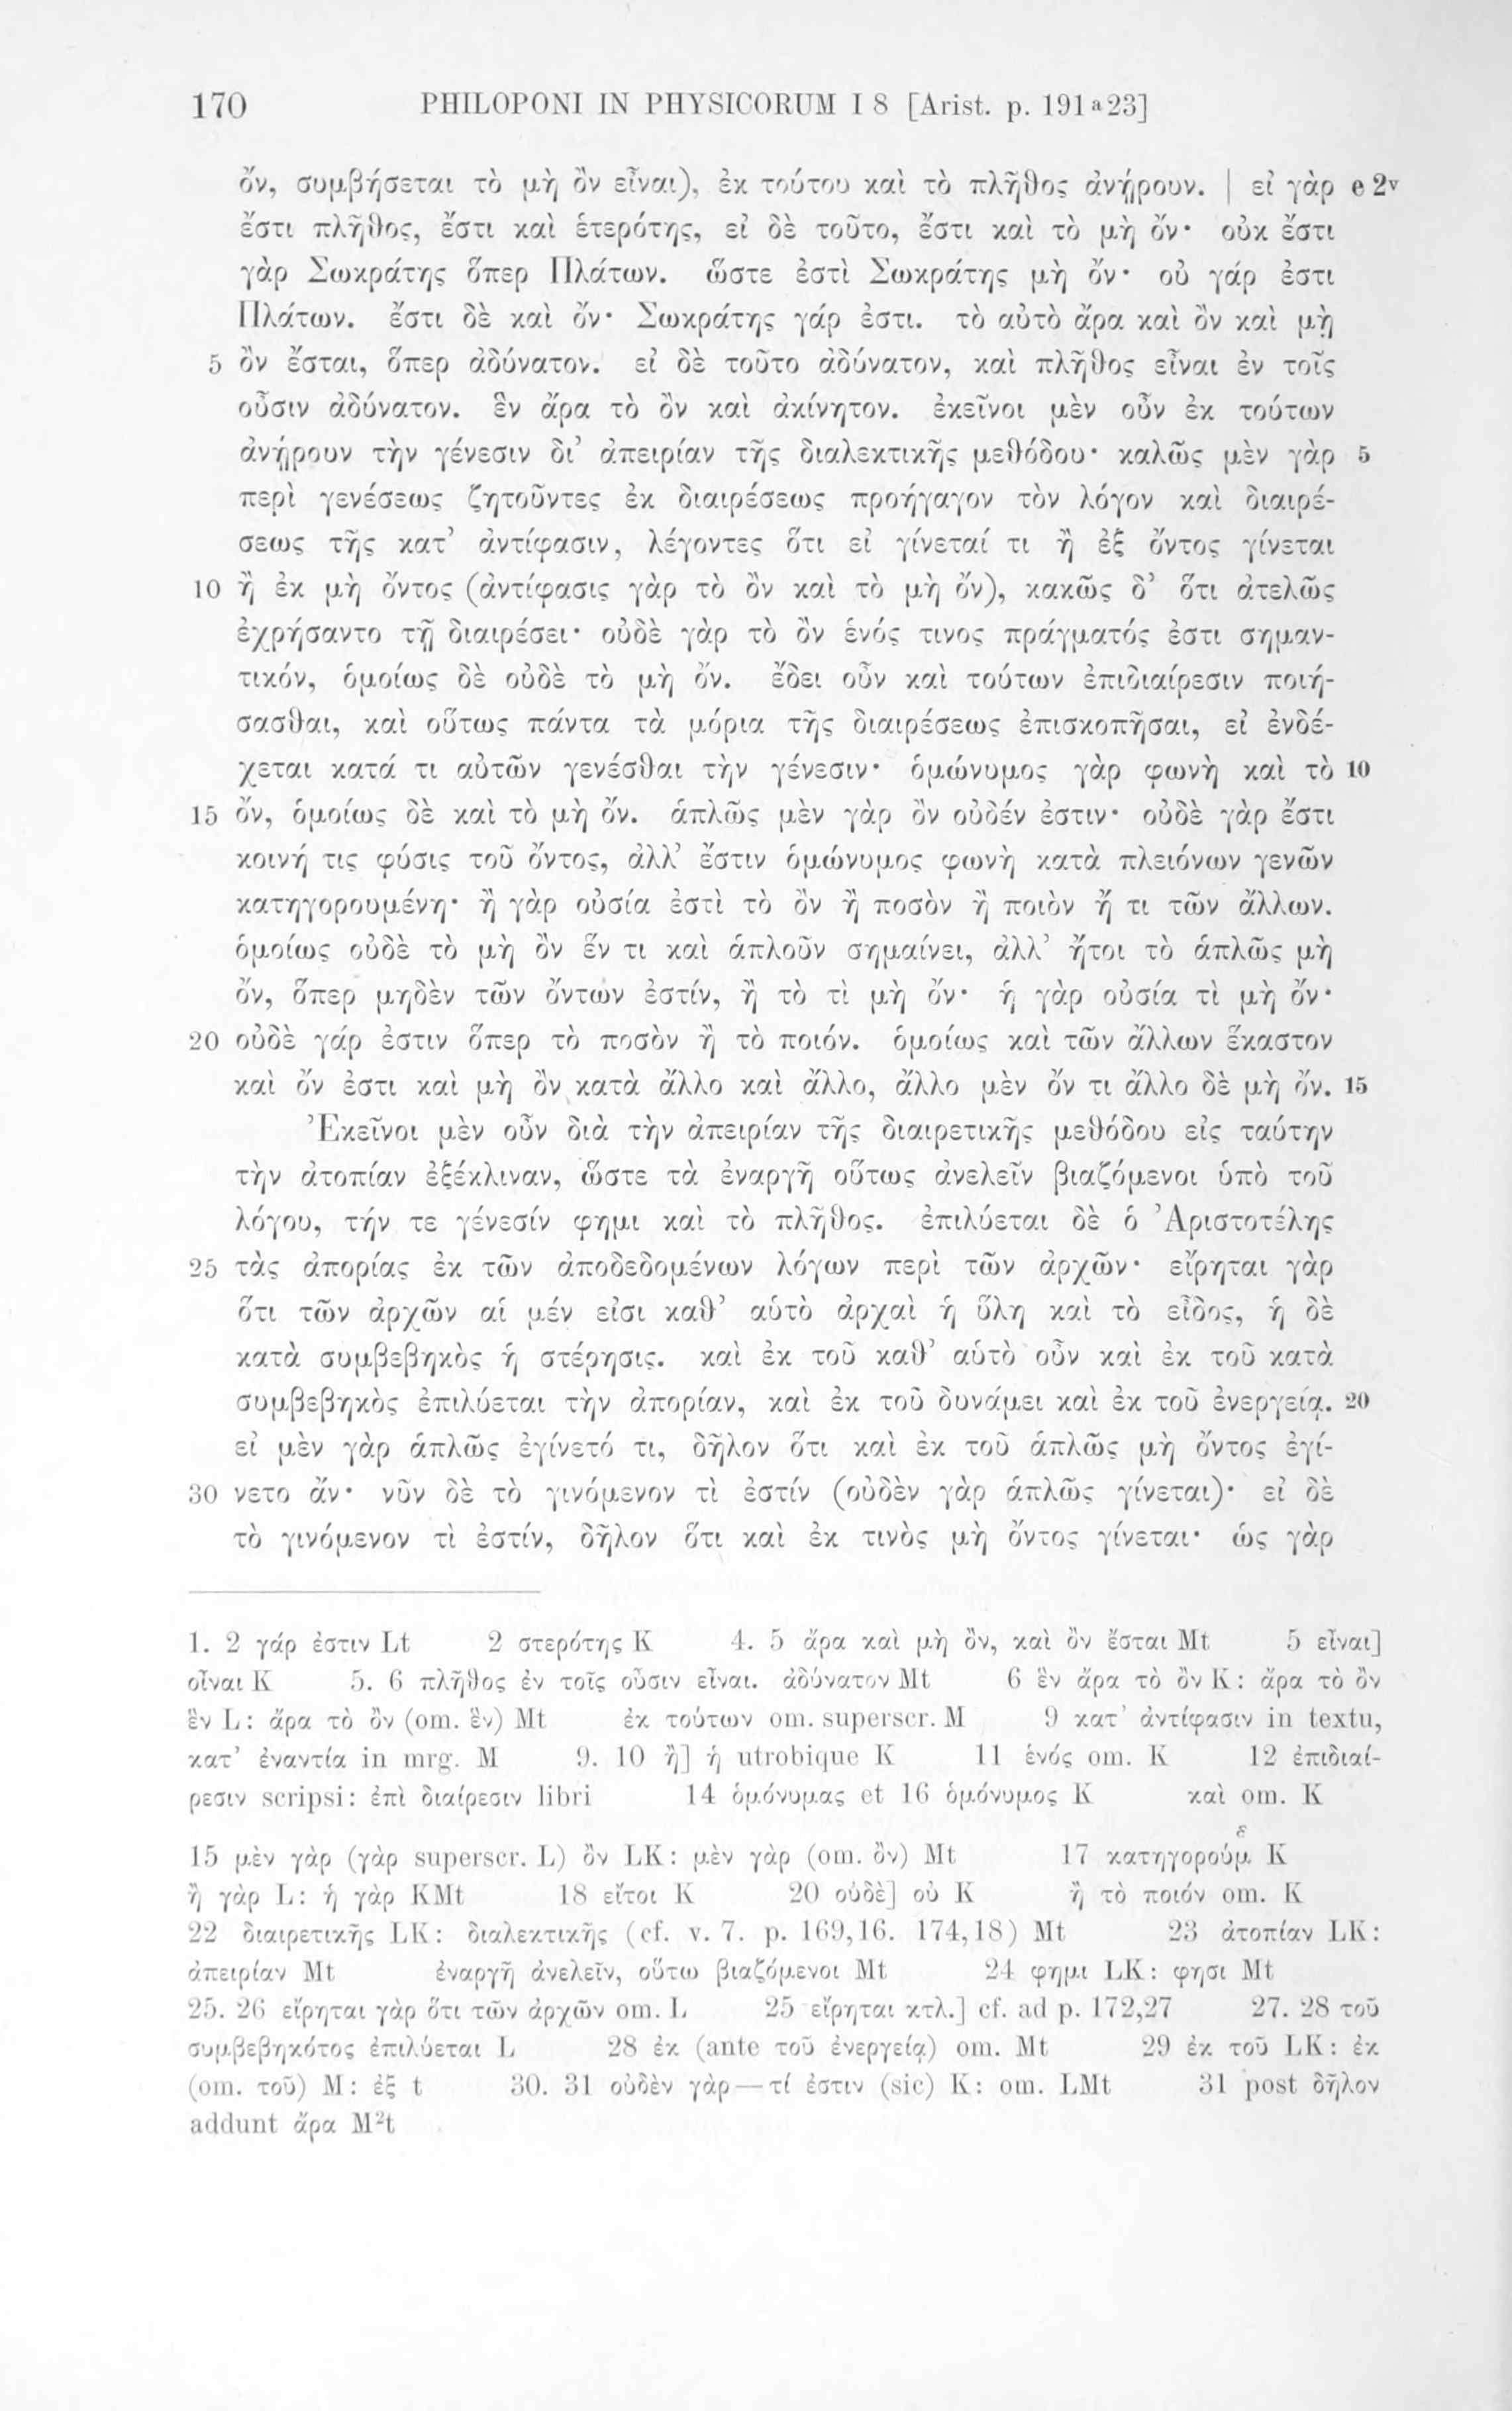 170 PHILOPONI IN PHYSICORUM I 8 [Arist. p. 191ᵃ23]
ὄν, συμβήσεται τὸ μὴ ὂν εἶναι), ἐκ τούτου καὶ τὸ πλῆθος ἀνῄρουν. | εἰ γὰρ e 2ᵛ
ἔστι πλῆθος, ἔστι καὶ ἑτερότης, εἰ δὲ τοῦτο, ἔστι καὶ τὸ μὴ ὄν· οὐκ ἔστι
γὰρ Σωκράτης ὅπερ Πλάτων. ὥστε ἐστὶ Σωκράτης μὴ ὄν· οὐ γάρ ἐστι
Πλάτων. ἔστι δὲ καὶ ὄν· Σωκράτης γάρ ἐστι. τὸ αὐτὸ ἄρα καὶ ὂν καὶ μὴ
5 ὂν ἔσται, ὅπερ ἀδύνατον. εἰ δὲ τοῦτο ἀδύνατον, καὶ πλῆθος εἶναι ἐν τοῖς
οὖσιν ἀδύνατον. ἓν ἄρα τὸ ὂν καὶ ἀκίνητον. ἐκεῖνοι μὲν οὖν ἐκ τούτων
ἀνῄρουν τὴν γένεσιν δι’ ἀπειρίαν τῆς διαλεκτικῆς μεθόδου· καλῶς μὲν γὰρ 5
περὶ γενέσεως ζητοῦντες ἐκ διαιρέσεως προήγαγον τὸν λόγον καὶ διαιρέ-
σεως τῆς κατ’ ἀντίφασιν, λέγοντες ὅτι εἰ γίνεταί τι ἢ ἐξ ὄντος γίνεται
10 ἢ ἐκ μὴ ὄντος (ἀντίφασις γὰρ τὸ ὂν καὶ τὸ μὴ ὄν), κακῶς δ’ ὅτι ἀτελῶς
ἐχρήσαντο τῇ διαιρέσει· οὐδὲ γὰρ τὸ ὂν ἑνός τινος πράγματός ἐστι σημαν-
τικόν, ὁμοίως δὲ οὐδὲ τὸ μὴ ὄν. ἔδει οὖν καὶ τούτων ἐπιδιαίρεσιν ποιή-
σασθαι, καὶ οὕτως πάντα τὰ μόρια τῆς διαιρέσεως ἐπισκοπῆσαι, εἰ ἐνδέ-
χεται κατά τι αὐτῶν γενέσθαι τὴν γένεσιν· ὁμώνυμος γὰρ φωνὴ καὶ τὸ 10
15 ὄν, ὁμοίως δὲ καὶ τὸ μὴ ὄν. ἁπλῶς μὲν γὰρ ὂν οὐδέν ἐστιν· οὐδὲ γὰρ ἔστι
κοινή τις φύσις τοῦ ὄντος, ἀλλ’ ἔστιν ὁμώνυμος φωνὴ κατὰ πλειόνων γενῶν
κατηγορουμένη· ἢ γὰρ οὐσία ἐστὶ τὸ ὂν ἢ ποσὸν ἢ ποιὸν ἤ τι τῶν ἄλλων.
ὁμοίως οὐδὲ τὸ μὴ ὂν ἕν τι καὶ ἁπλοῦν σημαίνει, ἀλλ’ ἤτοι τὸ ἁπλῶς μὴ
ὄν, ὅπερ μηδὲν τῶν ὄντων ἐστίν, ἢ τὸ τὶ μὴ ὄν· ἡ γὰρ οὐσία τὶ μὴ ὄν·
20 οὐδὲ γάρ ἐστιν ὅπερ τὸ ποσὸν ἢ τὸ ποιόν. ὁμοίως καὶ τῶν ἄλλων ἕκαστον
καὶ ὄν ἐστι καὶ μὴ ὂν κατὰ ἄλλο καὶ ἄλλο, ἄλλο μὲν ὄν τι ἄλλο δὲ μὴ ὄν. 15
Ἐκεῖνοι μὲν οὖν διὰ τὴν ἀπειρίαν τῆς διαιρετικῆς μεθόδου εἰς ταύτην
τὴν ἀτοπίαν ἐξέκλιναν, ὥστε τὰ ἐναργῆ οὕτως ἀνελεῖν βιαζόμενοι ὑπὸ τοῦ
λόγου, τήν τε γένεσίν φημι καὶ τὸ πλῆθος. ἐπιλύεται δὲ ὁ Ἀριστοτέλης
25 τὰς ἀπορίας ἐκ τῶν ἀποδεδομένων λόγων περὶ τῶν ἀρχῶν· εἴρηται γὰρ
ὅτι τῶν ἀρχῶν αἱ μέν εἰσι καθ’ αὑτὸ ἀρχαὶ ἡ ὕλη καὶ τὸ εἶδος, ἡ δὲ
κατὰ συμβεβηκὸς ἡ στέρησις. καὶ ἐκ τοῦ καθ’ αὑτὸ οὖν καὶ ἐκ τοῦ κατὰ
συμβεβηκὸς ἐπιλύεται τὴν ἀπορίαν, καὶ ἐκ τοῦ δυνάμει καὶ ἐκ τοῦ ἐνεργείᾳ. 20
εἰ μὲν γὰρ ἁπλῶς ἐγίνετό τι, δῆλον ὅτι καὶ ἐκ τοῦ ἁπλῶς μὴ ὄντος ἐγί-
30 νετο ἄν· νῦν δὲ τὸ γινόμενον τὶ ἐστίν (οὐδὲν γὰρ ἁπλῶς γίνεται)· εἰ δὲ
τὸ γινόμενον τὶ ἐστίν, δῆλον ὅτι καὶ ἐκ τινὸς μὴ ὄντος γίνεται· ὡς γὰρ
1. 2 γάρ ἐστιν Lt 2 στερότης K 4. 5 ἄρα καὶ μὴ ὂν, καὶ ὂν ἔσται Mt 5 εἶναι]
οἶναι K 5. 6 πλῆθος ἐν τοῖς οὖσιν εἶναι. ἀδύνατον Mt 6 ἓν ἄρα τὸ ὂν K: ἄρα τὸ ὂν
ἓν L: ἄρα τὸ ὂν (om. ἓν) Mt ἐκ τούτων om. superscr. M 9 κατ’ ἀντίφασιν in textu,
κατ’ ἐναντία in mrg. M 9. 10 ἢ] ἡ utrobique K 11 ἑνός om. K 12 ἐπιδιαί-
ρεσιν scripsi: ἐπὶ διαίρεσιν libri 14 ὁμόνυμας et 16 ὁμόνυμος K καὶ om. K
15 μὲν γὰρ (γὰρ superscr. L) ὂν LK: μὲν γὰρ (om. ὂν) Mt 17 κατηγορούμ͑ K
ἢ γὰρ L: ἡ γὰρ KMt 18 εἴτοι K 20 οὐδὲ] οὐ K ἢ τὸ ποιόν om. K
22 διαιρετικῆς LK: διαλεκτικῆς (cf. v. 7. p. 169,16. 174,18) Mt 23 ἀτοπίαν LK:
ἀπειρίαν Mt ἐναργῆ ἀνελεῖν, οὕτω βιαζόμενοι Mt 24 φημι LK: φησι Mt
25. 26 εἴρηται γὰρ ὅτι τῶν ἀρχῶν om. L 25 εἴρηται κτλ.] cf. ad p. 172,27 27. 28 τοῦ
συμβεβηκότος ἐπιλύεται L 28 ἐκ (ante τοῦ ἐνεργείᾳ) om. Mt 29 ἐκ τοῦ LK: ἐκ
(om. τοῦ) M: ἐξ t 30. 31 οὐδὲν γὰρ — τί ἐστιν (sic) K: om. LMt 31 post δῆλον
addunt ἄρα M²t